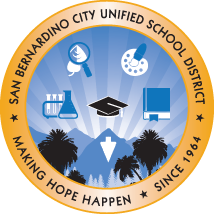 ★ SAN BERNARDINO CITY UNIFIED SCHOOL DISTRICT ★
MAKING HOPE HAPPEN ★ SINCE 1964